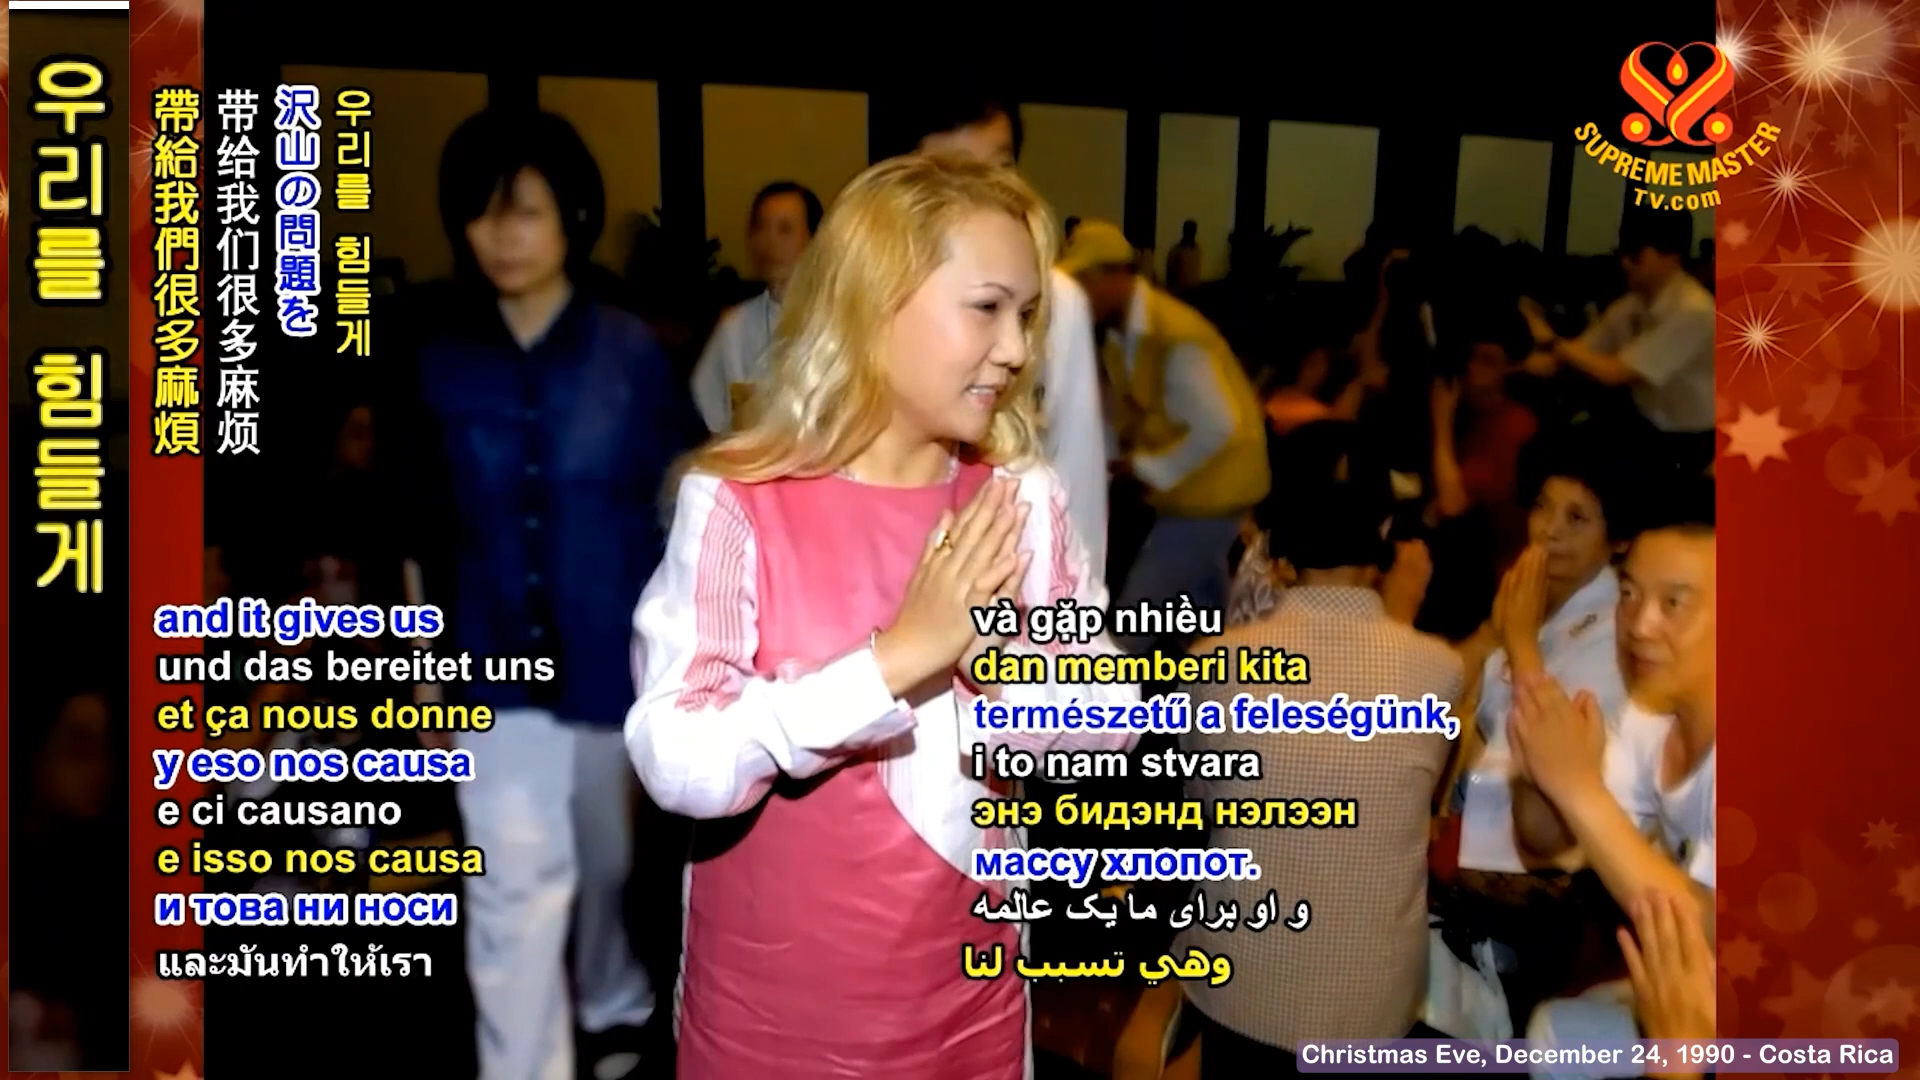 우리를 힘들게
帶給我們很多麻煩
带给我们很多麻烦
沢山の問題を
우리를 힘들게
SUPREME MASTER
TV.com
and it gives us
und das bereitet uns
et ça nous donne
y eso nos causa
e ci causano
e isso nos causa
и това ни носи
และมันทำให้เรา
và gặp nhiều
dan memberi kita
természetű a feleségünk,
i to nam stvara
энэ бидэнд нэлээн
массу хлопот.
و او برای ما یک عالمه
وهي تسبب لنا
Christmas Eve, December 24, 1990 - Costa Rica